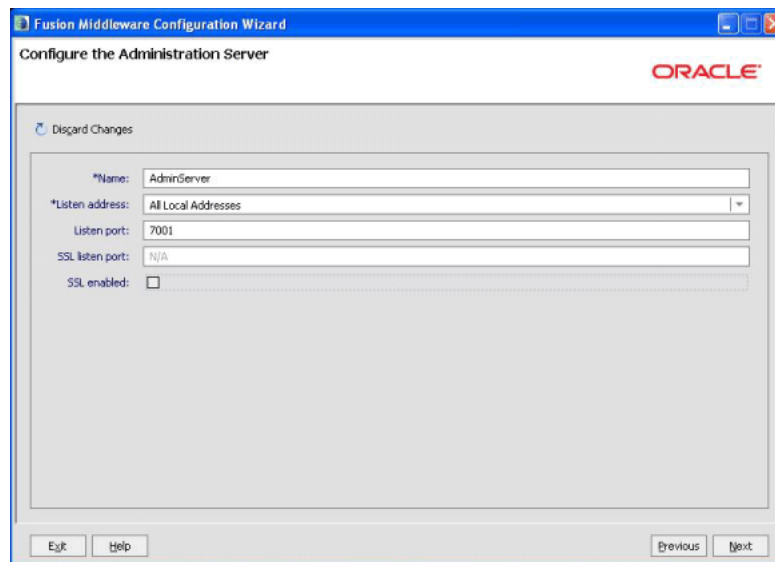 Fusion Middleware Configuration Wizard
Configure the Administration Server
ORACLE
Discard Changes
*Name: AdminServer
*Listen address: All Local Addresses
Listen port: 7001
SSL listen port: N/A
SSL enabled:
Exit Help Previous Next